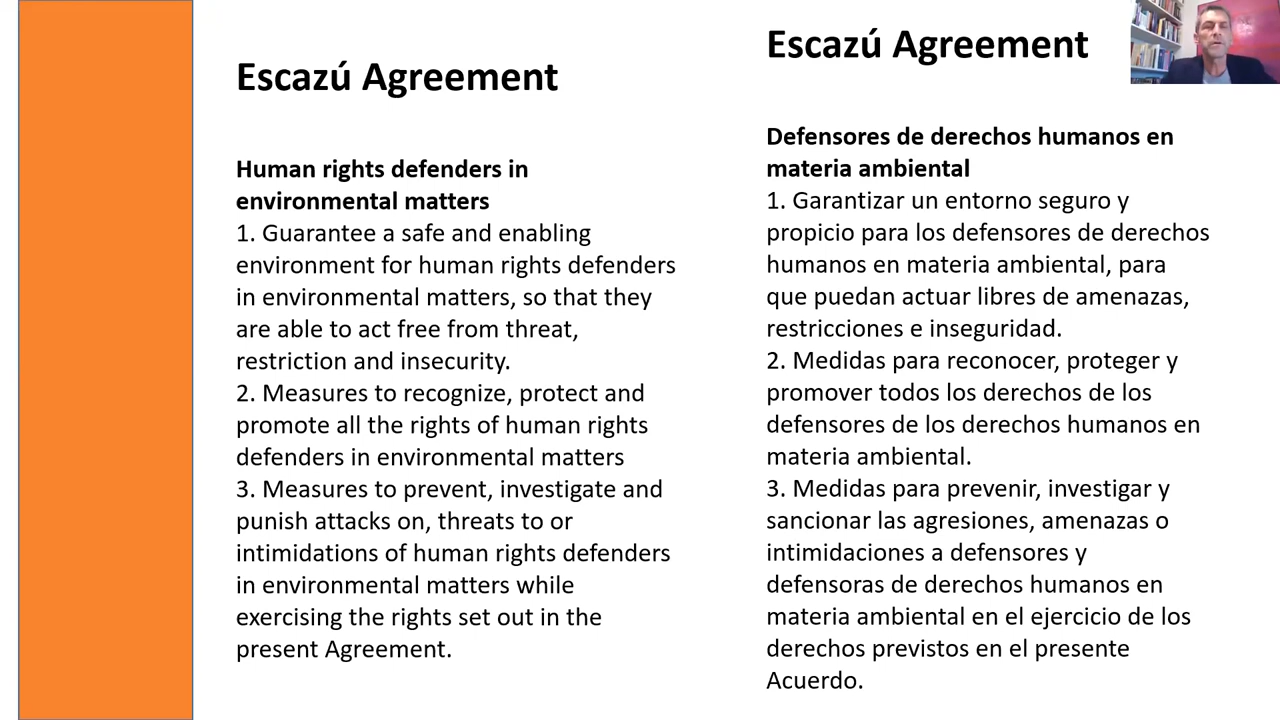 Escazú Agreement
Human rights defenders in
environmental matters
1. Guarantee a safe and enabling
environment for human rights defenders
in environmental matters, so that they
are able to act free from threat,
restriction and insecurity.
2. Measures to recognize, protect and
promote all the rights of human rights
defenders in environmental matters
3. Measures to prevent, investigate and
punish attacks on, threats to or
intimidations of human rights defenders
in environmental matters while
exercising the rights set out in the
present Agreement.
Escazú Agreement
Defensores de derechos humanos en
materia ambiental
1. Garantizar un entorno seguro y
propicio para los defensores de derechos
humanos en materia ambiental, para
que puedan actuar libres de amenazas,
restricciones e inseguridad.
2. Medidas para reconocer, proteger y
promover todos los derechos de los
defensores de los derechos humanos en
materia ambiental.
3. Medidas para prevenir, investigar y
sancionar las agresiones, amenazas o
intimidaciones a defensores y
defensoras de derechos humanos en
materia ambiental en el ejercicio de los
derechos previstos en el presente
Acuerdo.